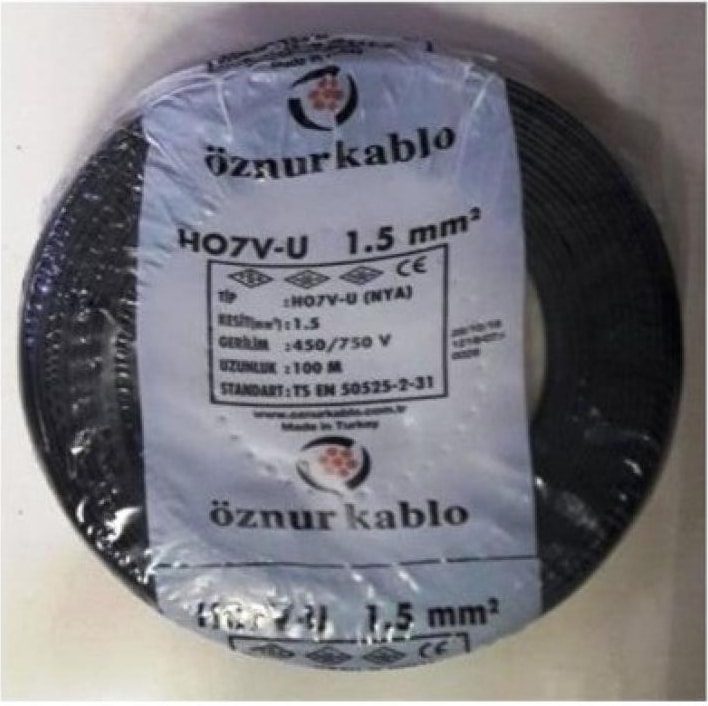 öznur kablo
HO7V-U 1.5 mm²
CE
TİP :HO7V-U (NYA)
KESİT(mm²):1.5
GERİLİM :450/750 V
UZUNLUK :100 M
STANDART:TS EN 50525-2-31
www.oznurkablo.com.tr
Made in Turkey
öznur kablo
HO7V-U 1.5 mm²
CE